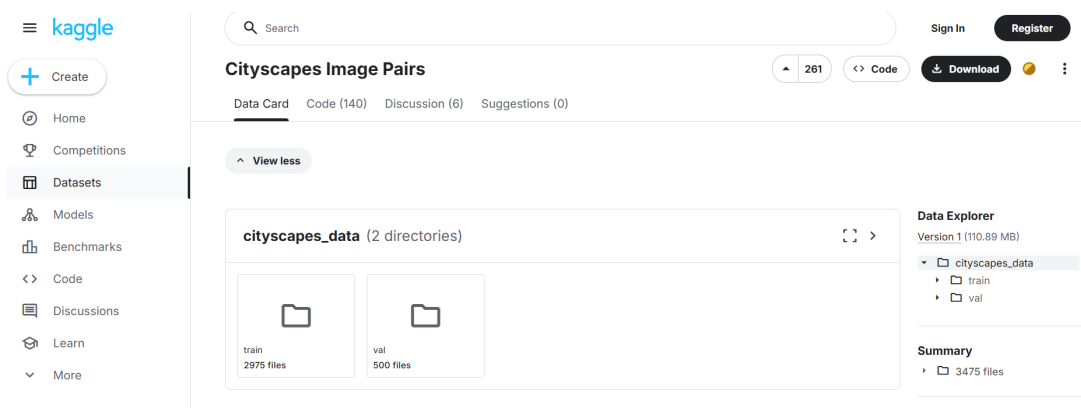 kaggle
Search
Sign In
Register
Create
Cityscapes Image Pairs
261
<> Code
Download
Data Card
Code (140)
Discussion (6)
Suggestions (0)
Home
Competitions
Datasets
Models
Benchmarks
<> Code
Discussions
Learn
More
View less
cityscapes_data (2 directories)
train
2975 files
val
500 files
Data Explorer
Version 1 (110.89 MB)
cityscapes_data
train
val
Summary
3475 files